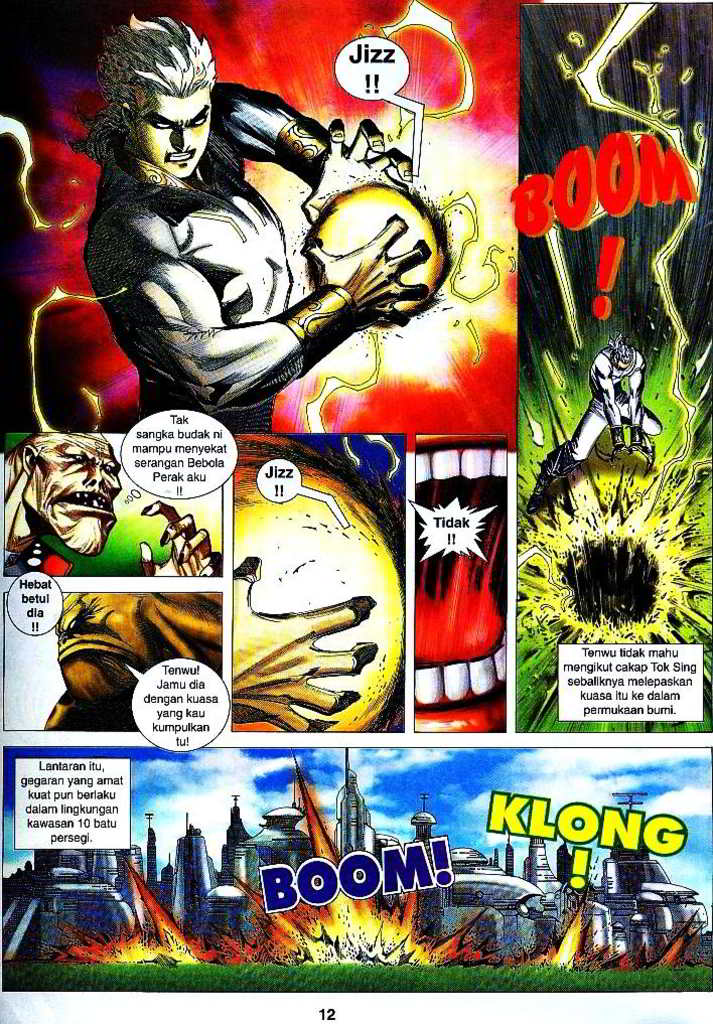 Jizz
!!
BOOM
!
Tak
sangka budak ni
mampu menyekat
serangan Bebola
Perak aku
!!
Jizz
!!
Tidak
!!
Hebat
betul
dia
!!
Tenwu!
Jamu dia
dengan kuasa
yang kau
kumpulkan
tu!
Tenwu tidak mahu
mengikut cakap Tok Sing
sebaliknya melepaskan
kuasa itu ke dalam
permukaan bumi.
Lantaran itu,
gegaran yang amat
kuat pun berlaku
dalam lingkungan
kawasan 10 batu
persegi.
BOOM!
KLONG
!
12